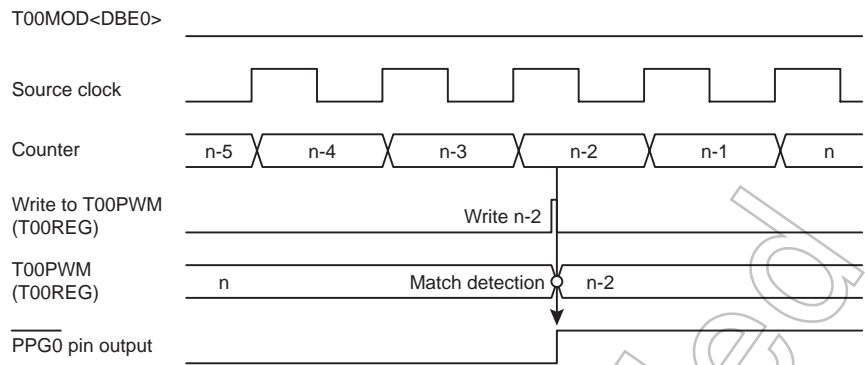 T00MOD<DBE0>
Source clock
Counter n-5 n-4 n-3 n-2 n-1 n
Write to T00PWM
(T00REG) Write n-2
T00PWM
(T00REG) n Match detection n-2
PPG0 pin output